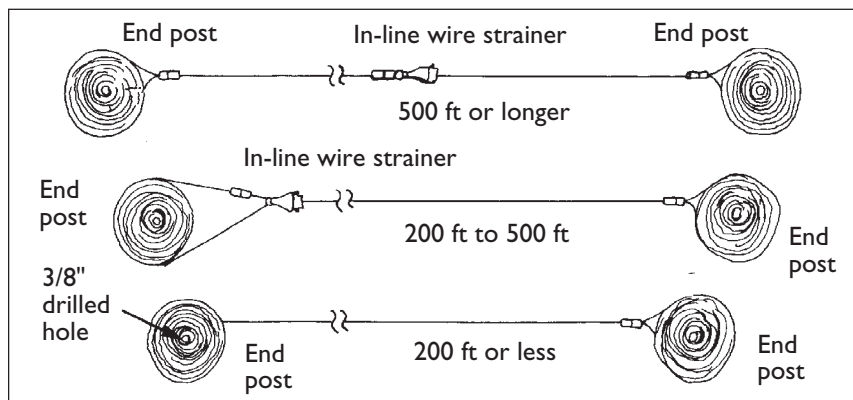 End post
In-line wire strainer
End post
500 ft or longer
In-line wire strainer
End
post
200 ft to 500 ft
End
post
3/8"
drilled
hole
End
post
200 ft or less
End
post